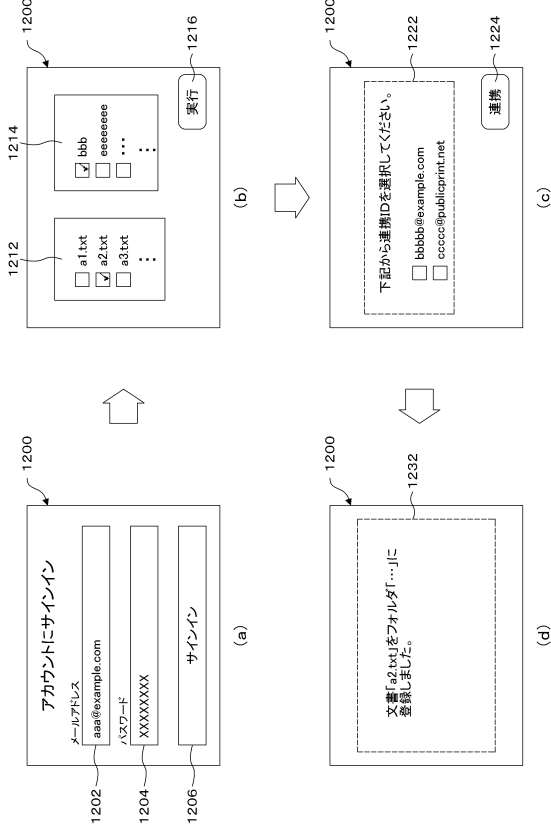 1200
アカウントにサインイン
メールアドレス
1202
aaa@example.com
パスワード
1204
XXXXXXXXX
1206
サインイン
(a)
1200
1212
1214
a1.txt
a2.txt
a3.txt
⋮
bbb
eeeeeeeee
…
⋮
実行
1216
(b)
1200
下記から連携IDを選択してください。
1222
bbbbb@example.com
ccccc@publicprint.net
連携
1224
(c)
1200
1232
文書「a2.txt」をフォルダ「…」に
登録しました。
(d)